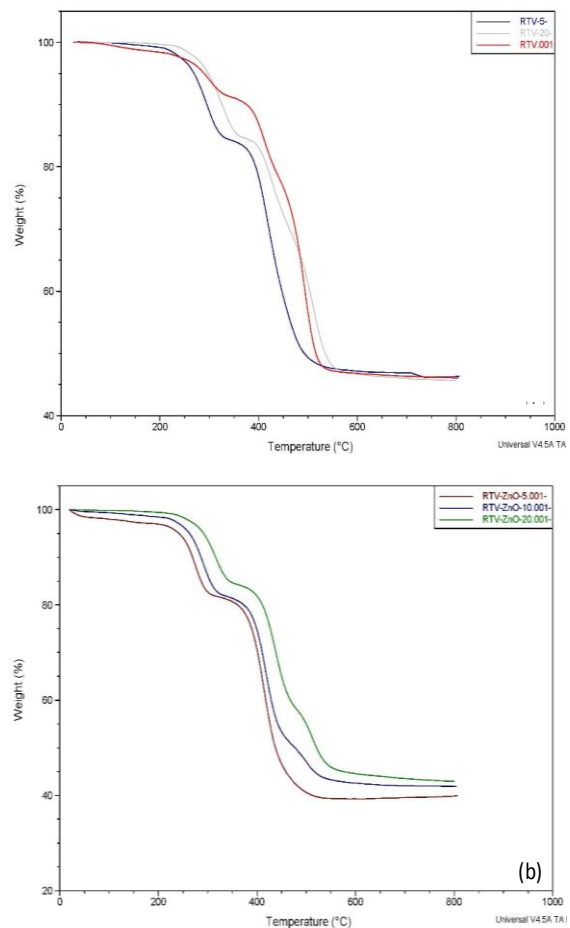 RTV-5-
RTV-20-
RTV.001
100
80
60
40
Weight (%)
0
200
400
600
800
1000
Temperature (°C)
Universal V4.5A TA
RTV-ZnO-5.001-
RTV-ZnO-10.001-
RTV-ZnO-20.001-
100
80
60
40
20
Weight (%)
(b)
0
200
400
600
800
1000
Temperature (°C)
Universal V4.5A TA